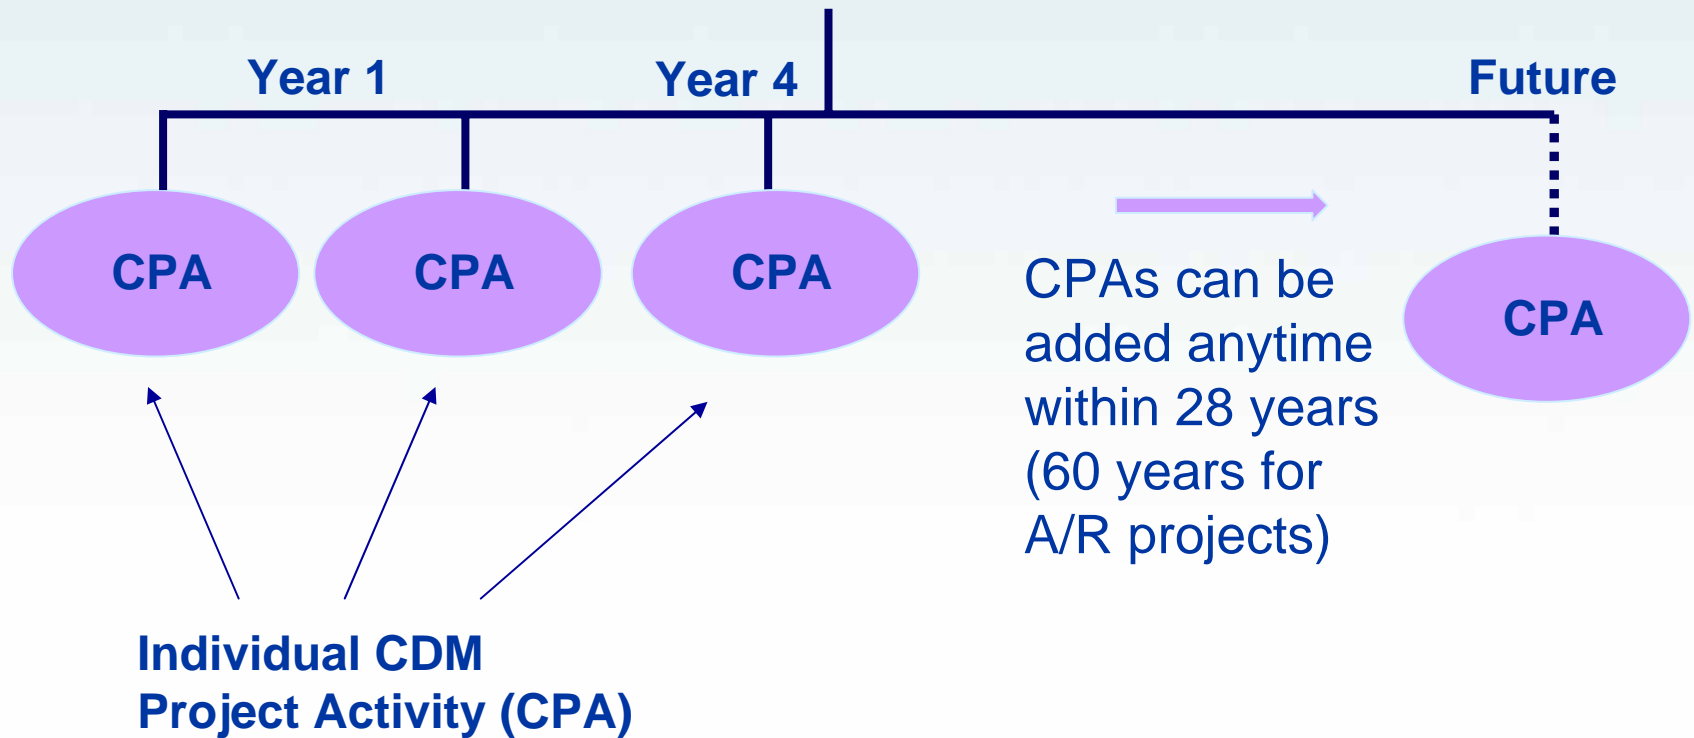 Year 1
Year 4
Future
CPA
CPA
CPA
CPA
CPAs can be
added anytime
within 28 years
(60 years for
A/R projects)
Individual CDM
Project Activity (CPA)